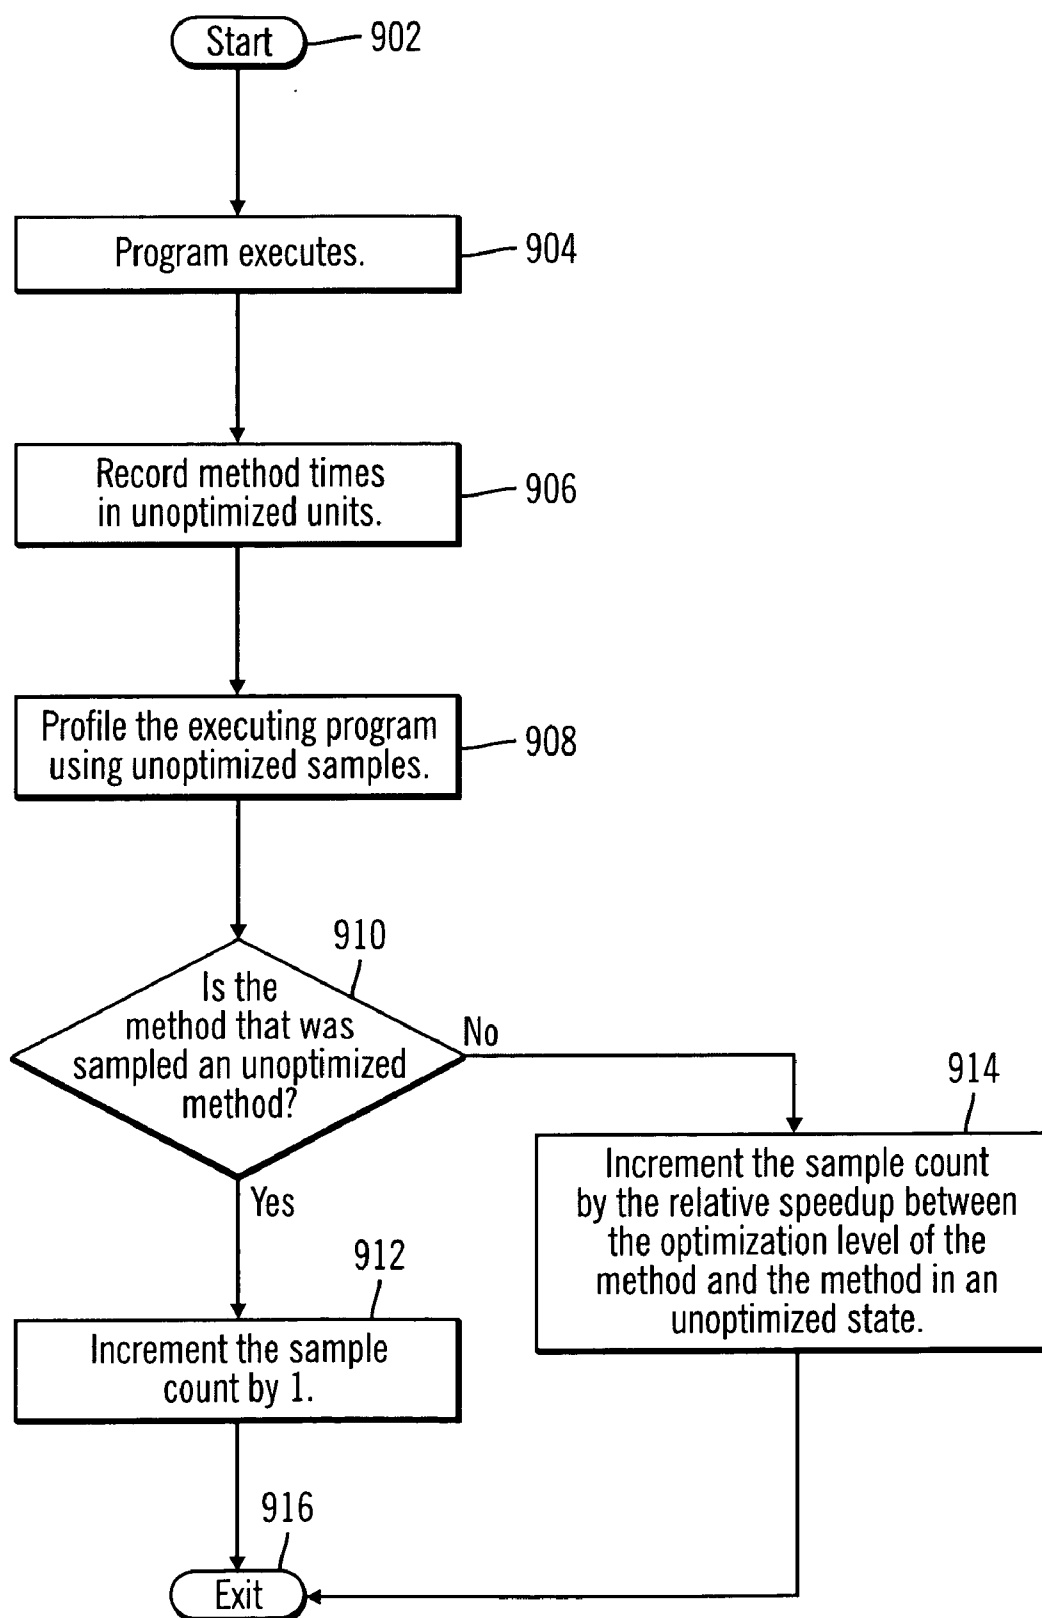 Start
902
Program executes.
904
Record method times
in unoptimized units.
906
Profile the executing program
using unoptimized samples.
908
910
Is the
method that was
sampled an unoptimized
method?
No
Yes
914
Increment the sample count
by the relative speedup between
the optimization level of the
method and the method in an
unoptimized state.
912
Increment the sample
count by 1.
916
Exit